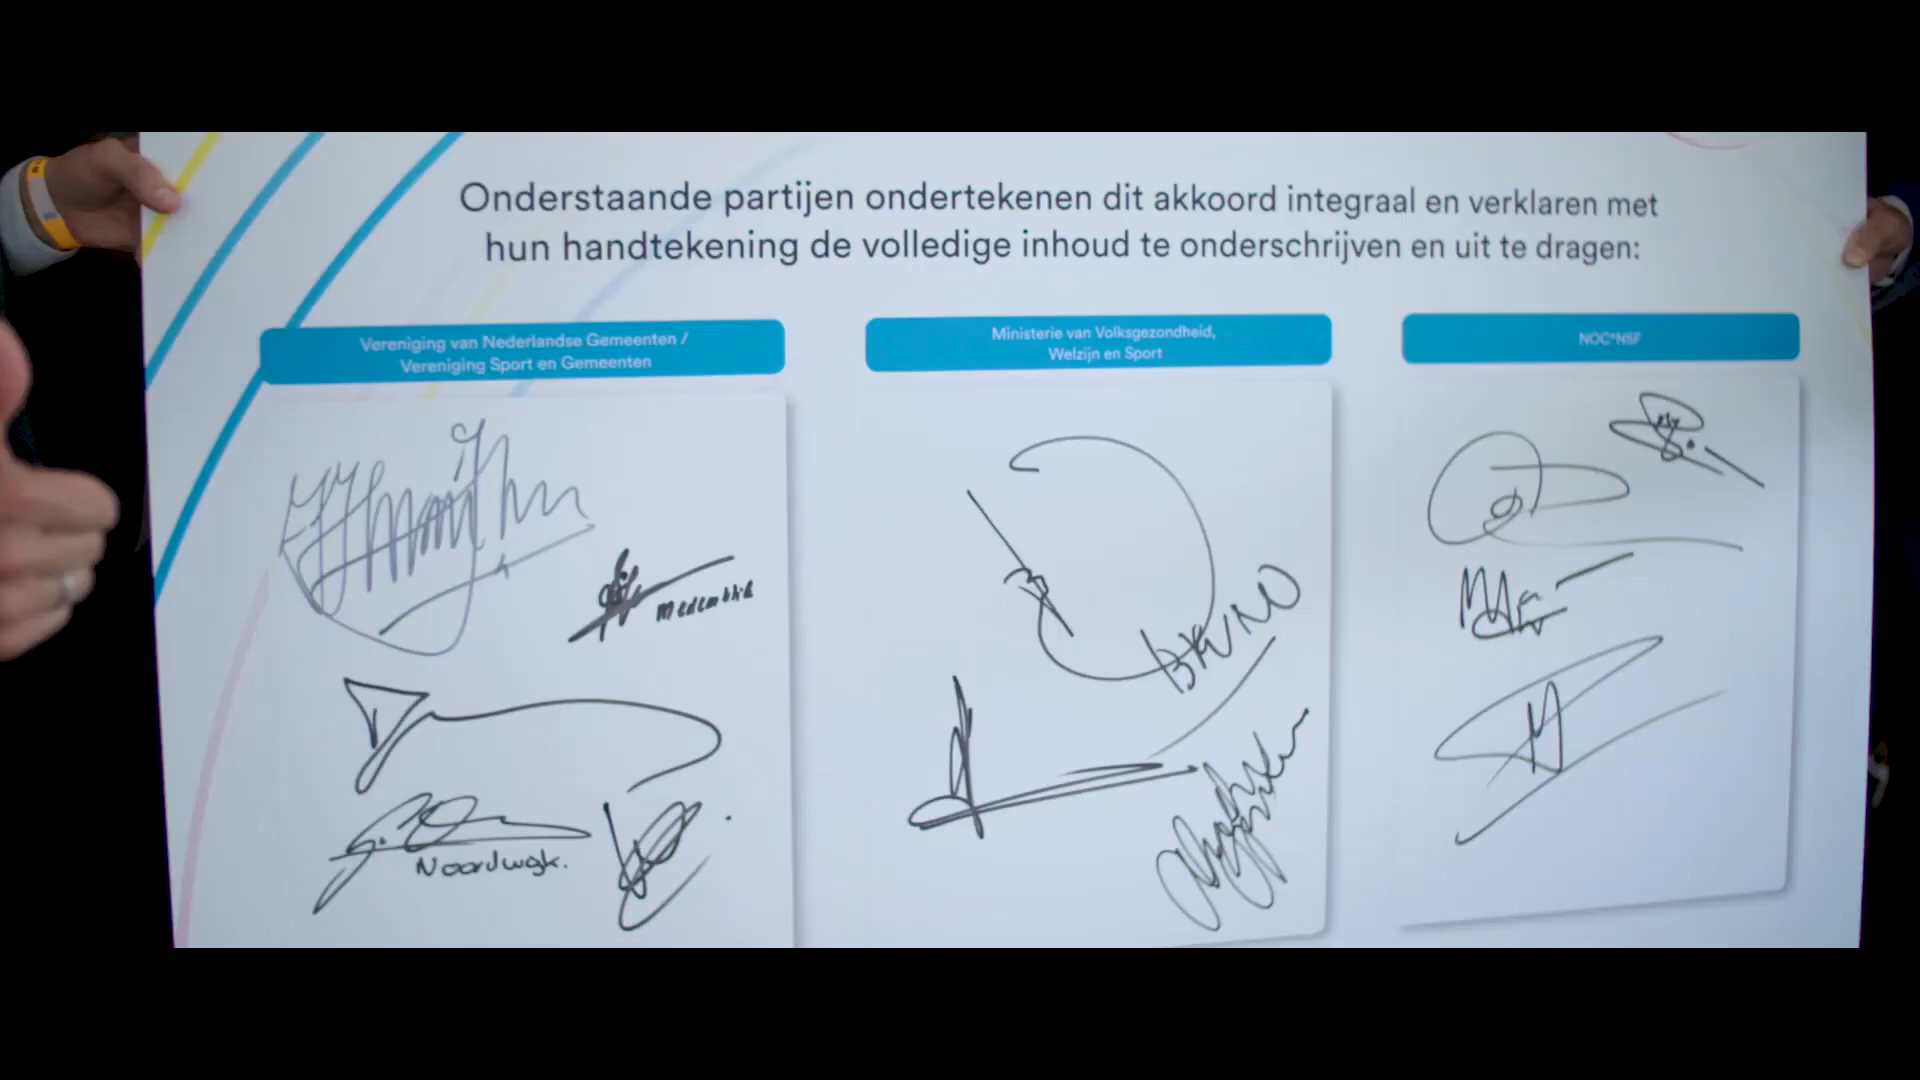 Onderstaande partijen ondertekenen dit akkoord integraal en verklaren met
hun handtekening de volledige inhoud te onderschrijven en uit te dragen:
Vereniging van Nederlandse Gemeenten /
Vereniging Sport en Gemeenten
Medemblik
Noordwijk.
Ministerie van Volksgezondheid,
Welzijn en Sport
BRUNO
NOC*NSF